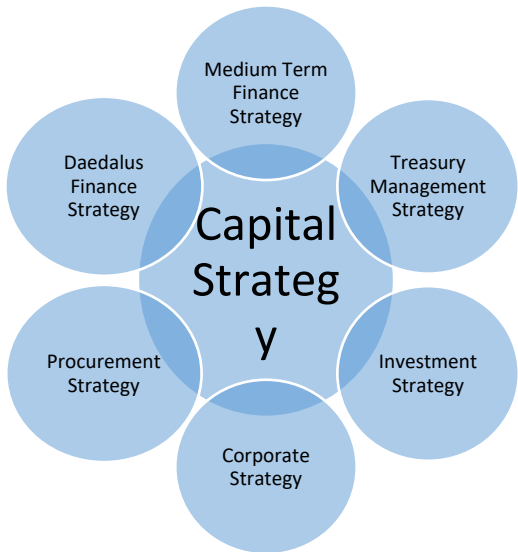 Medium Term
Finance
Strategy
Treasury
Management
Strategy
Investment
Strategy
Corporate
Strategy
Procurement
Strategy
Daedalus
Finance
Strategy
Capital
Strateg
y